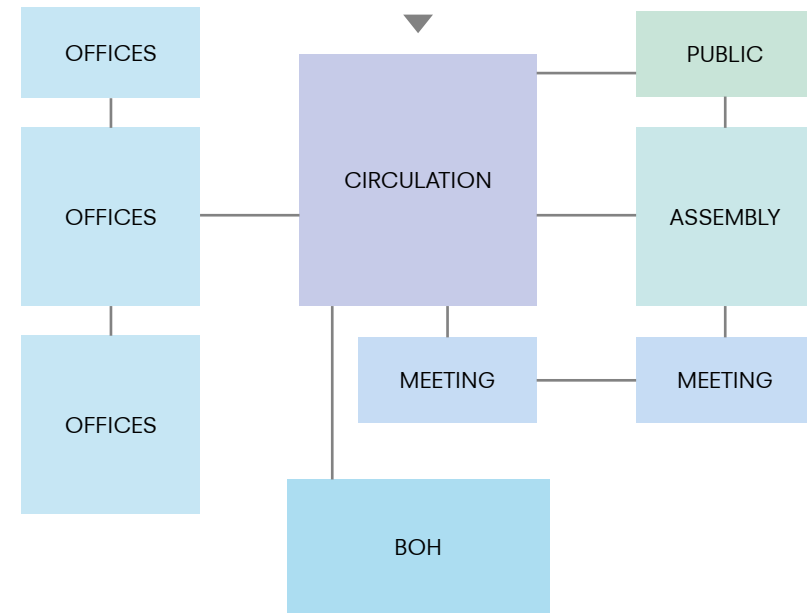 OFFICES
PUBLIC
CIRCULATION
OFFICES
ASSEMBLY
MEETING
MEETING
OFFICES
BOH